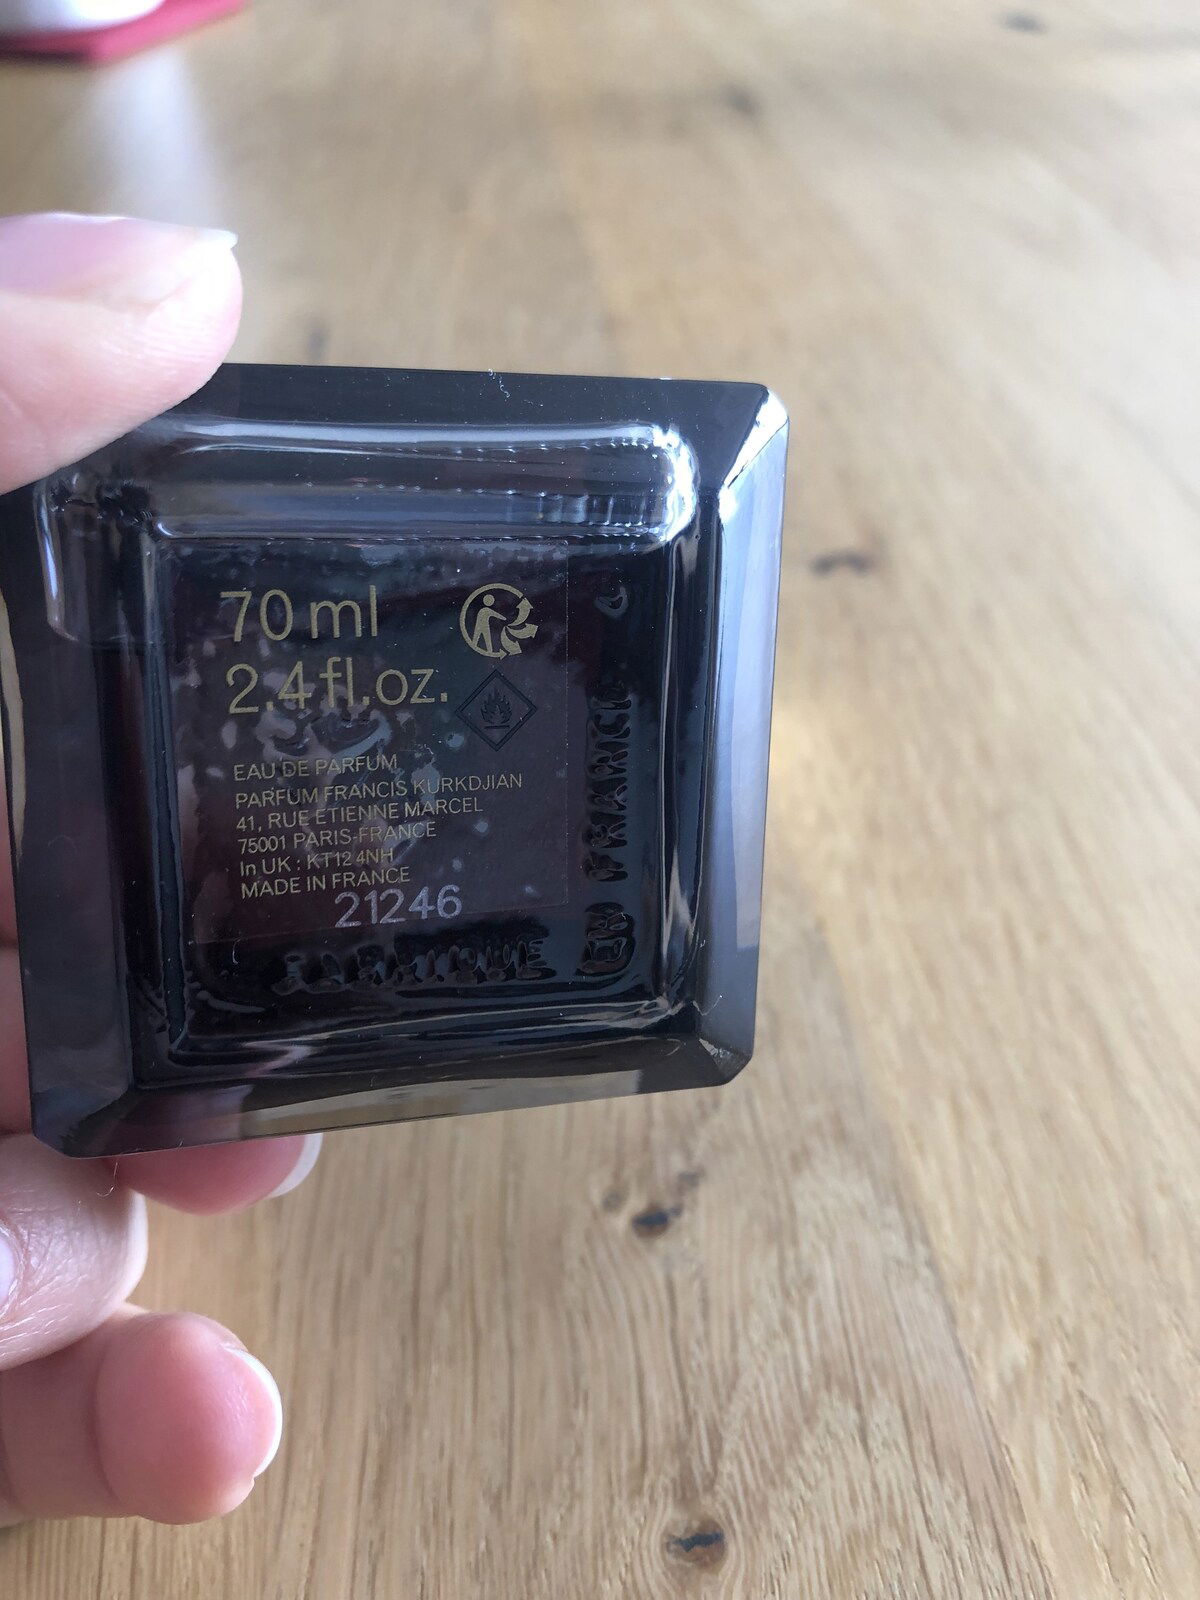 70 ml
2.4 fl.oz.
EAU DE PARFUM
PARFUM FRANCIS KURKDJIAN
41, RUE ETIENNE MARCEL
75001 PARIS-FRANCE
In UK : KT12 4NH
MADE IN FRANCE
21246